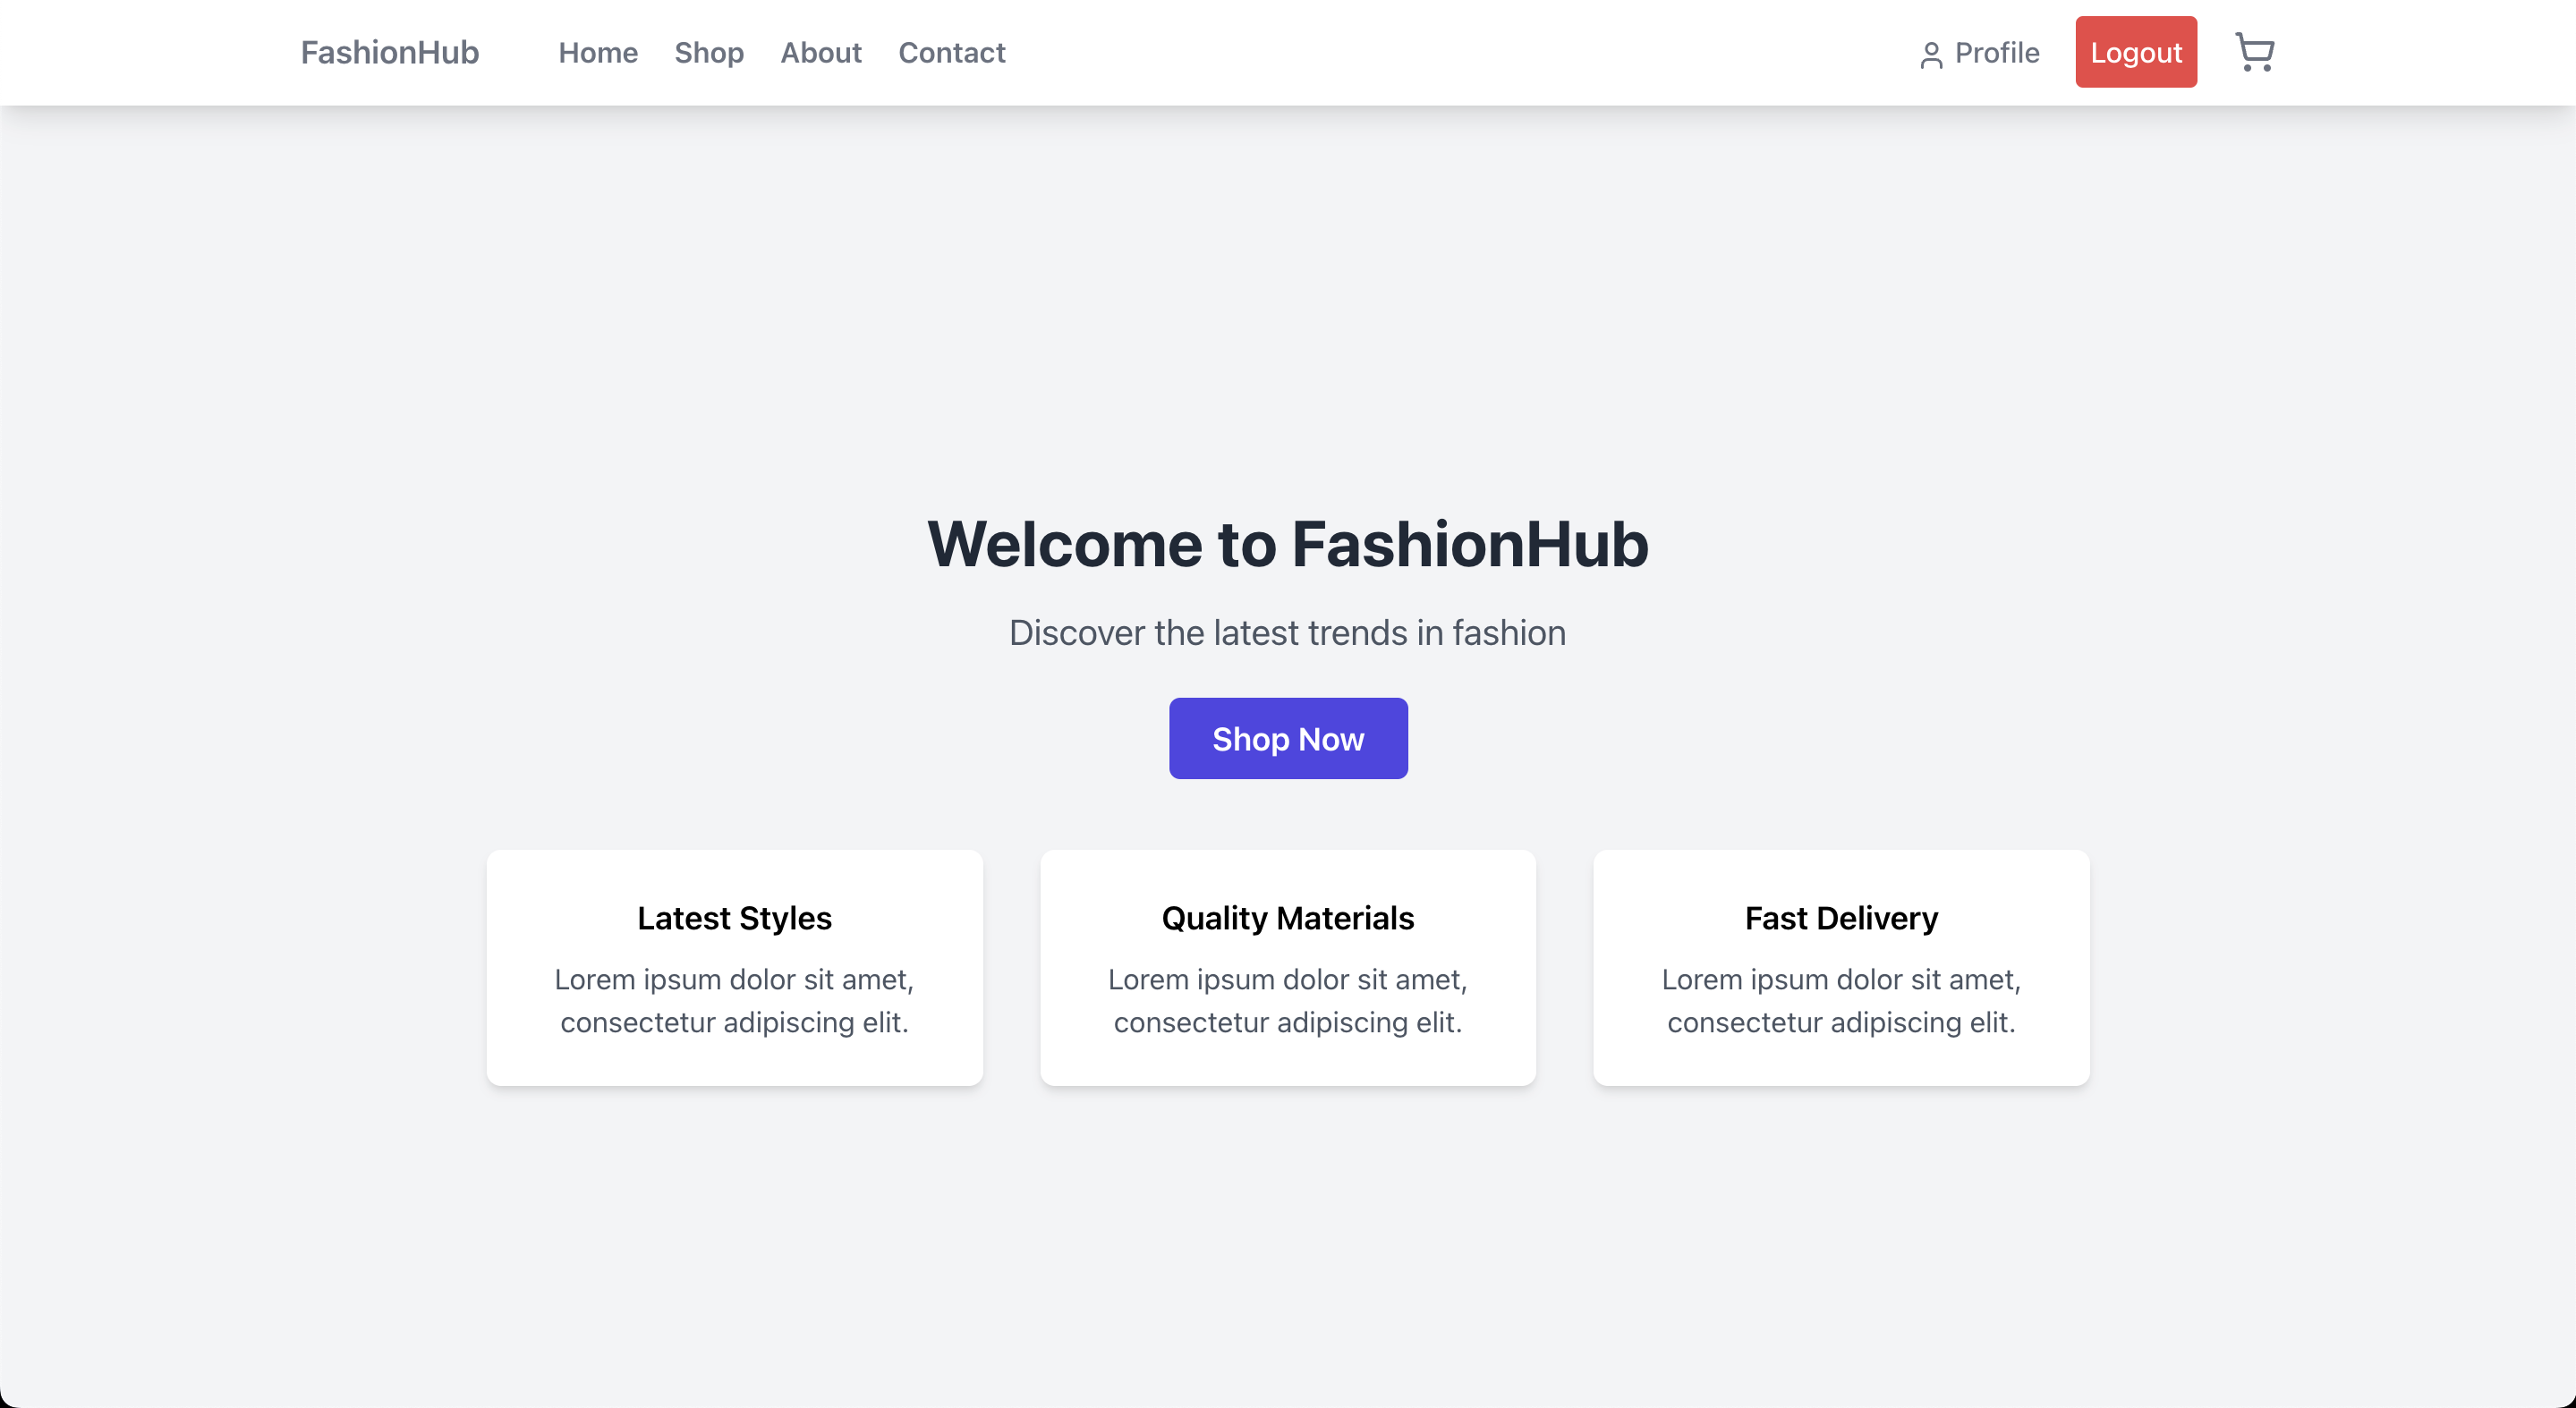 FashionHub
Home
Shop
About
Contact
Profile
Logout
Welcome to FashionHub
Discover the latest trends in fashion
Shop Now
Latest Styles
Lorem ipsum dolor sit amet,
consectetur adipiscing elit.
Quality Materials
Lorem ipsum dolor sit amet,
consectetur adipiscing elit.
Fast Delivery
Lorem ipsum dolor sit amet,
consectetur adipiscing elit.